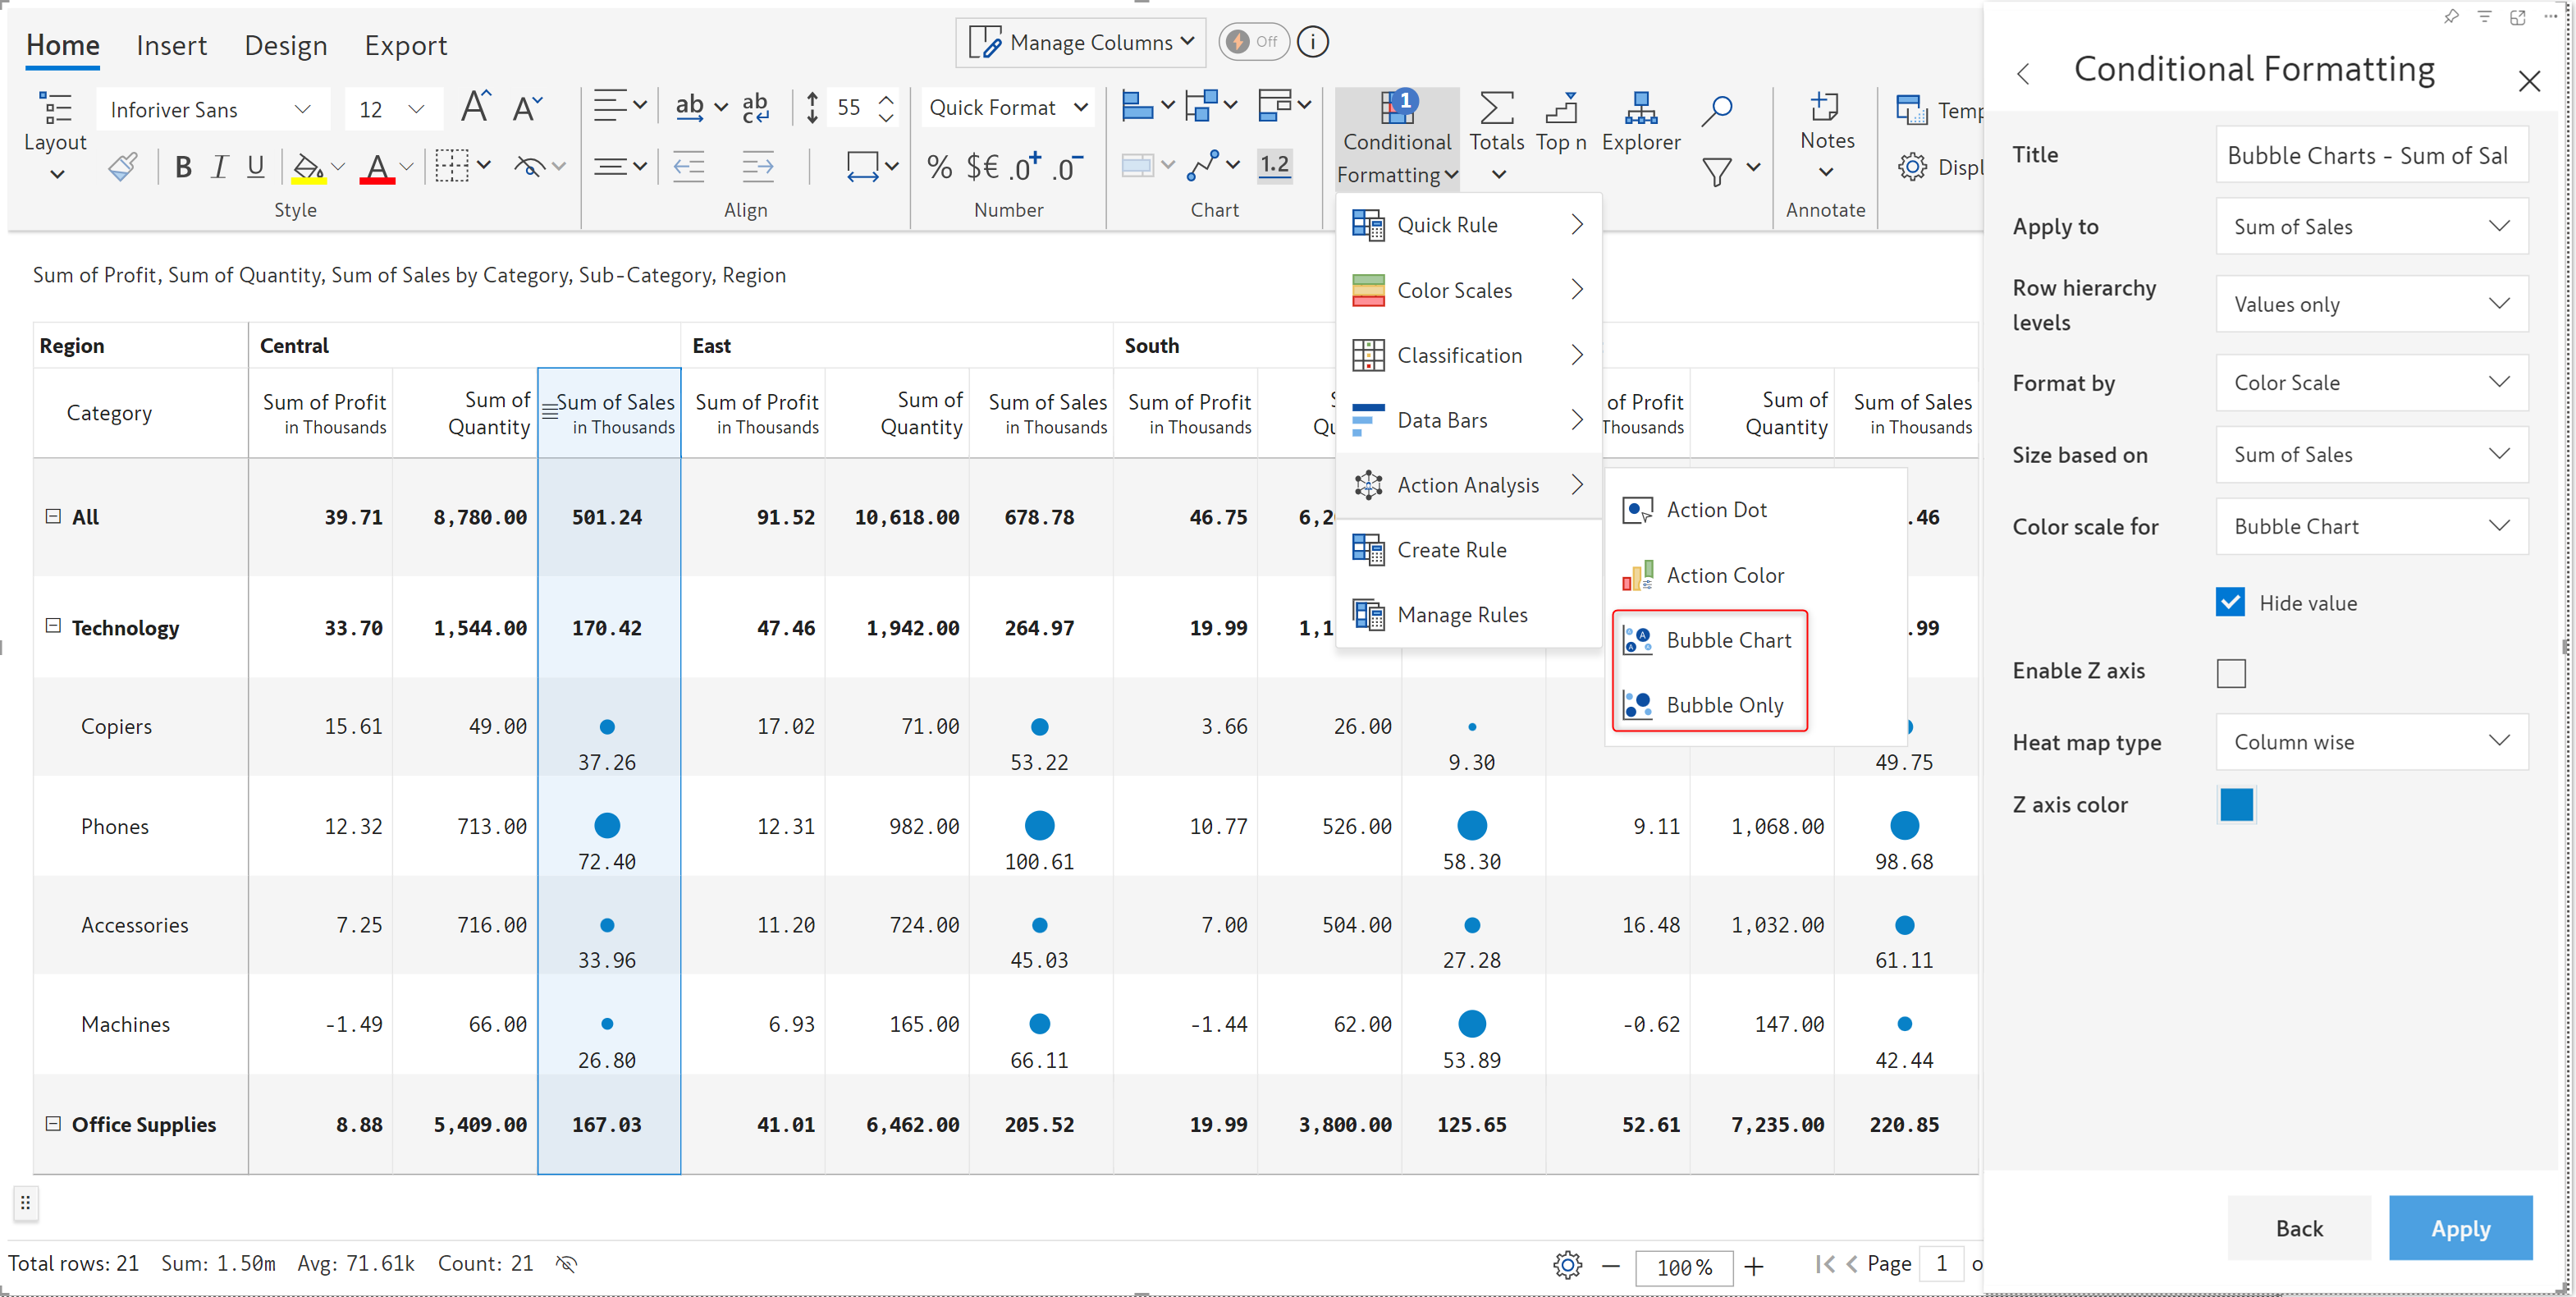 Home Insert Design Export
Manage Columns
Off
i
Layout
Inforiver Sans
12
A A
B I U
A
Style
ab
ab
c
55
Align
Quick Format
% $€ .0+ .0-
Number
1.2
Chart
1
Conditional
Formatting
Totals
Top n
Explorer
Notes
Annotate
Sum of Profit, Sum of Quantity, Sum of Sales by Category, Sub-Category, Region
Region Central East South
Category
Sum of Profit
in Thousands
Sum of
Quantity
Sum of Sales
in Thousands
Sum of Profit
in Thousands
Sum of
Quantity
Sum of Sales
in Thousands
Sum of Profit
in Thousands
of Profit
Thousands
Sum of
Quantity
Sum of Sales
in Thousands
All 39.71 8,780.00 501.24 91.52 10,618.00 678.78 46.75 .46
Technology 33.70 1,544.00 170.42 47.46 1,942.00 264.97 19.99 .99
Copiers 15.61 49.00 37.26 17.02 71.00 53.22 3.66 26.00 9.30 49.75
Phones 12.32 713.00 72.40 12.31 982.00 100.61 10.77 526.00 58.30 9.11 1,068.00 98.68
Accessories 7.25 716.00 33.96 11.20 724.00 45.03 7.00 504.00 27.28 16.48 1,032.00 61.11
Machines -1.49 66.00 26.80 6.93 165.00 66.11 -1.44 62.00 53.89 -0.62 147.00 42.44
Office Supplies 8.88 5,409.00 167.03 41.01 6,462.00 205.52 19.99 3,800.00 125.65 52.61 7,235.00 220.85
Quick Rule
Color Scales
Classification
Data Bars
Action Analysis
Create Rule
Manage Rules
Action Dot
Action Color
Bubble Chart
Bubble Only
Total rows: 21 Sum: 1.50m Avg: 71.61k Count: 21
100 %
Page 1
Conditional Formatting
Title Bubble Charts - Sum of Sal
Apply to Sum of Sales
Row hierarchy
levels
Values only
Format by Color Scale
Size based on Sum of Sales
Color scale for Bubble Chart
Hide value
Enable Z axis
Heat map type Column wise
Z axis color
Back Apply